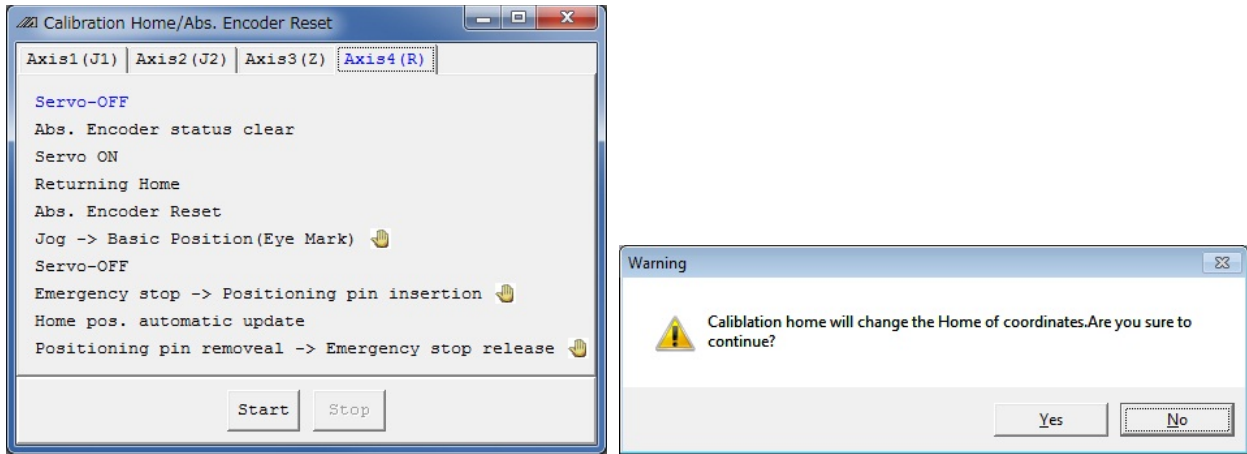 Calibration Home/Abs. Encoder Reset
Axis1(J1) Axis2(J2) Axis3(Z) Axis4(R)
Servo-OFF
Abs. Encoder status clear
Servo ON
Returning Home
Abs. Encoder Reset
Jog -> Basic Position(Eye Mark)
Servo-OFF
Emergency stop -> Positioning pin insertion
Home pos. automatic update
Positioning pin removeal -> Emergency stop release
Start Stop
Warning
Caliblation home will change the Home of coordinates.Are you sure to
continue?
Yes No